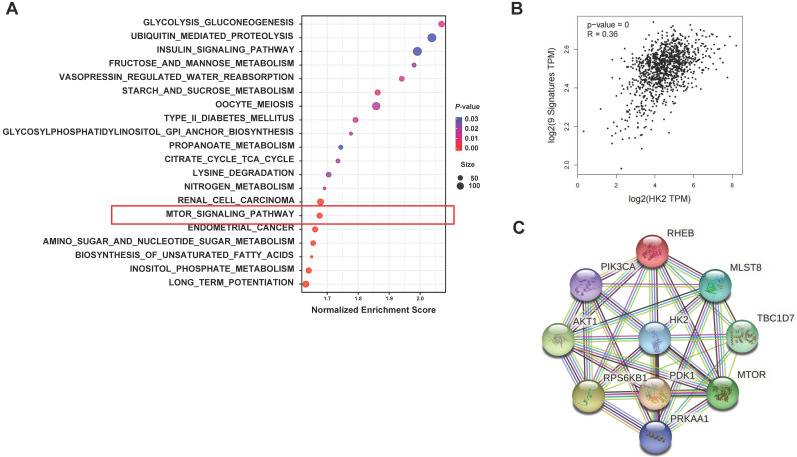 A
GLYCOLYSIS_GLUCONEOGENESIS
UBIQUITIN_MEDIATED_PROTEOLYSIS
INSULIN_SIGNALING_PATHWAY
FRUCTOSE_AND_MANNOSE_METABOLISM
VASOPRESSIN_REGULATED_WATER_REABSORPTION
STARCH_AND_SUCROSE_METABOLISM
OOCYTE_MEIOSIS
TYPE_II_DIABETES_MELLITUS
GLYCOSYLPHOSPHATIDYLINOSITOL_GPI_ANCHOR_BIOSYNTHESIS
PROPANOATE_METABOLISM
CITRATE_CYCLE_TCA_CYCLE
LYSINE_DEGRADATION
NITROGEN_METABOLISM
RENAL_CELL_CARCINOMA
MTOR_SIGNALING_PATHWAY
ENDOMETRIAL_CANCER
AMINO_SUGAR_AND_NUCLEOTIDE_SUGAR_METABOLISM
BIOSYNTHESIS_OF_UNSATURATED_FATTY_ACIDS
INOSITOL_PHOSPHATE_METABOLISM
LONG_TERM_POTENTIATION
1.7 1.8 1.9 2.0
Normalized Enrichment Score
P-value
0.03
0.02
0.01
0.00
Size
50
100
B
p-value = 0
R = 0.36
log2(9 Signatures TPM)
2.6
2.4
2.2
2.0
0 2 4 6 8
log2(HK2 TPM)
C
RHEB
PIK3CA
MLST8
TBC1D7
AKT1
HK2
RPS6KB1
PDK1
MTOR
PRKAA1